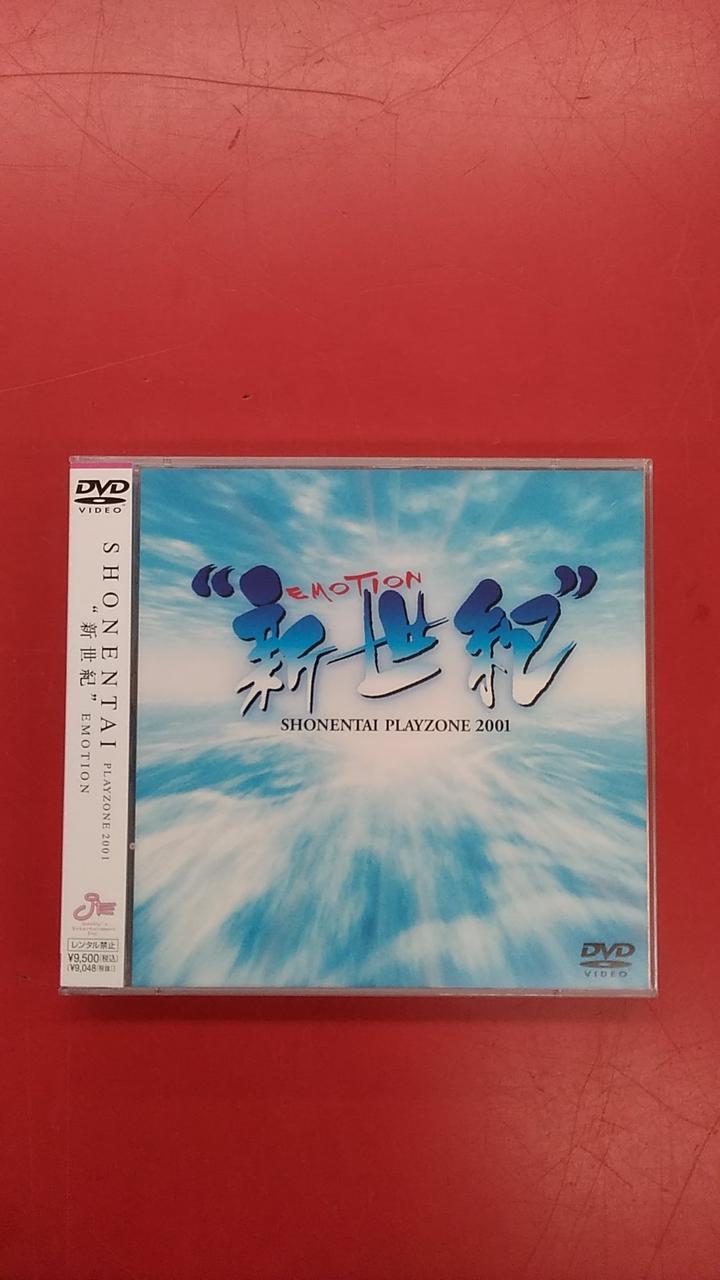 DVD
VIDEO
SHONENTAI PLAYZONE 2001
“新世紀” EMOTION
レンタル禁止
¥9,500(税込)
(¥9,048(税抜))
EMOTION
“新世紀”
SHONENTAI PLAYZONE 2001
DVD
VIDEO